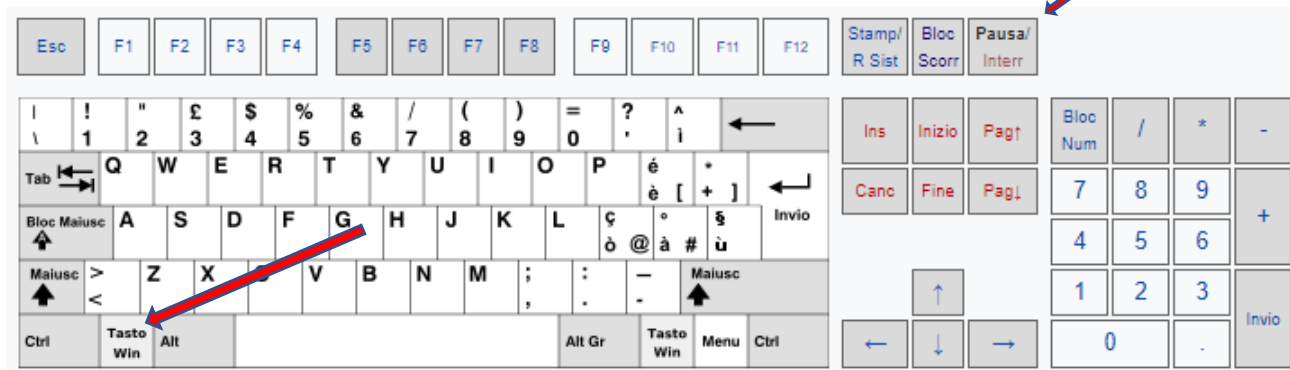 Esc F1 F2 F3 F4 F5 F6 F7 F8 F9 F10 F11 F12 Stamp/ Bloc Pausa/
R Sist Scorr Interr
| ! " £ $ % & / ( ) = ? ^
\ 1 2 3 4 5 6 7 8 9 0 ' ì
Ins Inizio Pag↑ Bloc Num / * -
Tab Q W E R T Y U I O P é *
è [ + ]
Invio
Canc Fine Pag↓ 7 8 9 +
Bloc Maiusc A S D F G H J K L ç ° §
ò @ à # ù
4 5 6
Maiusc > Z X V B N M ; : _ Maiusc
< , . -
↑ 1 2 3 Invio
Ctrl Tasto Win Alt Alt Gr Tasto Win Menu Ctrl
← ↓ → 0 .